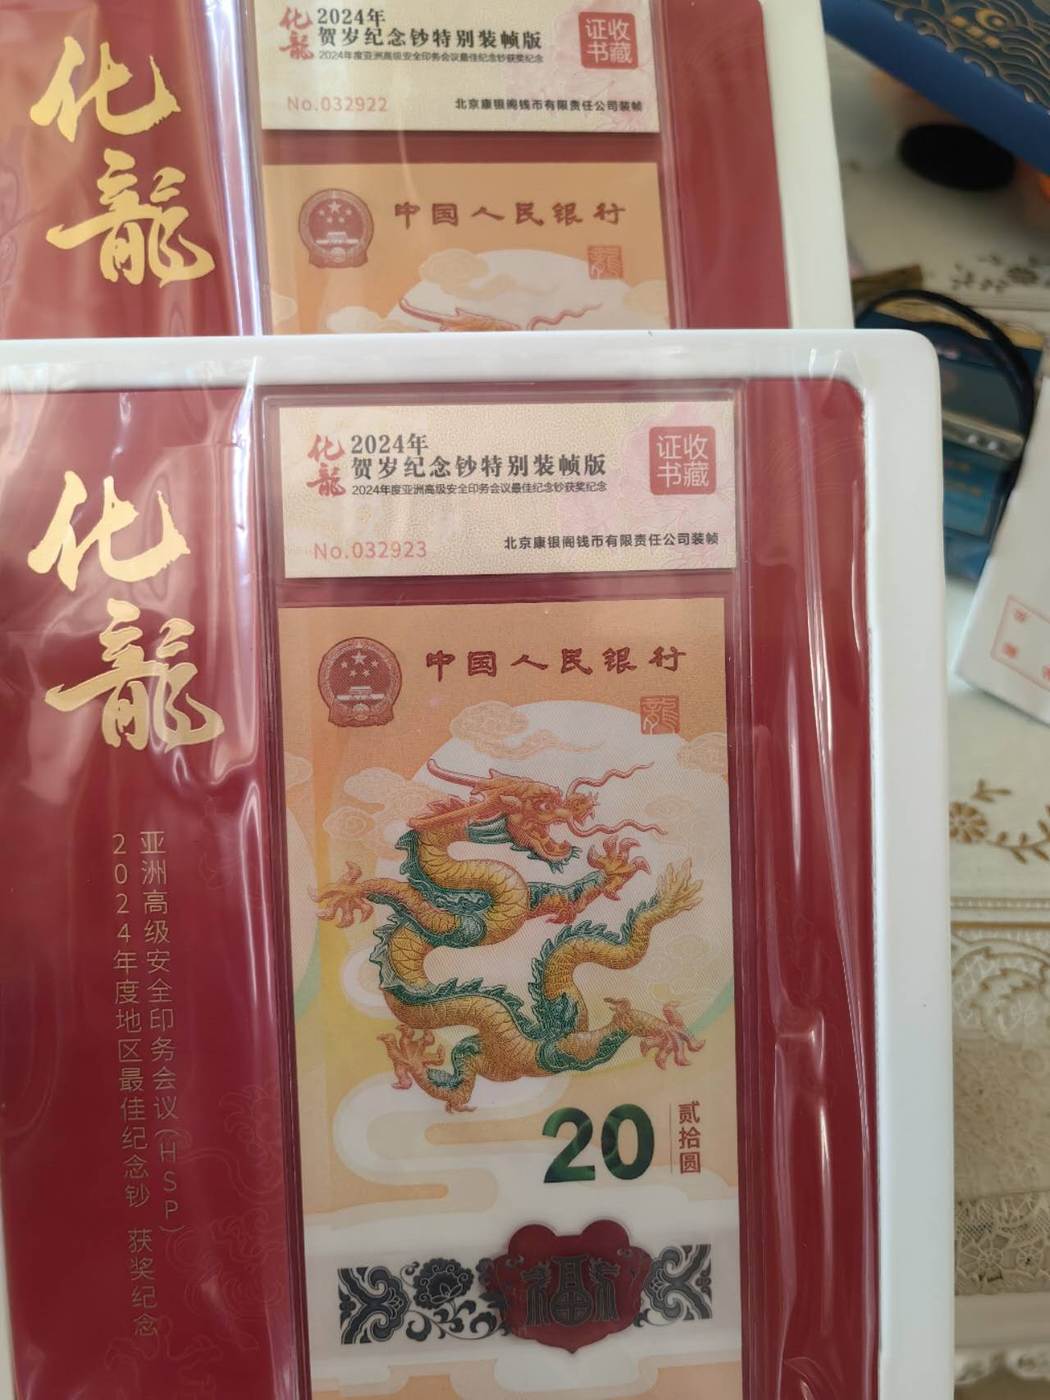 化龍
化龍
2024年
贺岁纪念钞特别装帧版
2024年度亚洲高级安全印务会议最佳纪念钞获奖纪念
证收
书藏
No.032922
北京康银阁钱币有限责任公司装帧
中国人民银行
龍
化龍
亚洲高级安全印务会议(HSP)
2024年度地区最佳纪念钞 获奖纪念
化龍
2024年
贺岁纪念钞特别装帧版
2024年度亚洲高级安全印务会议最佳纪念钞获奖纪念
证收
书藏
No.032923
北京康银阁钱币有限责任公司装帧
中国人民银行
龍
20
贰拾圆
福